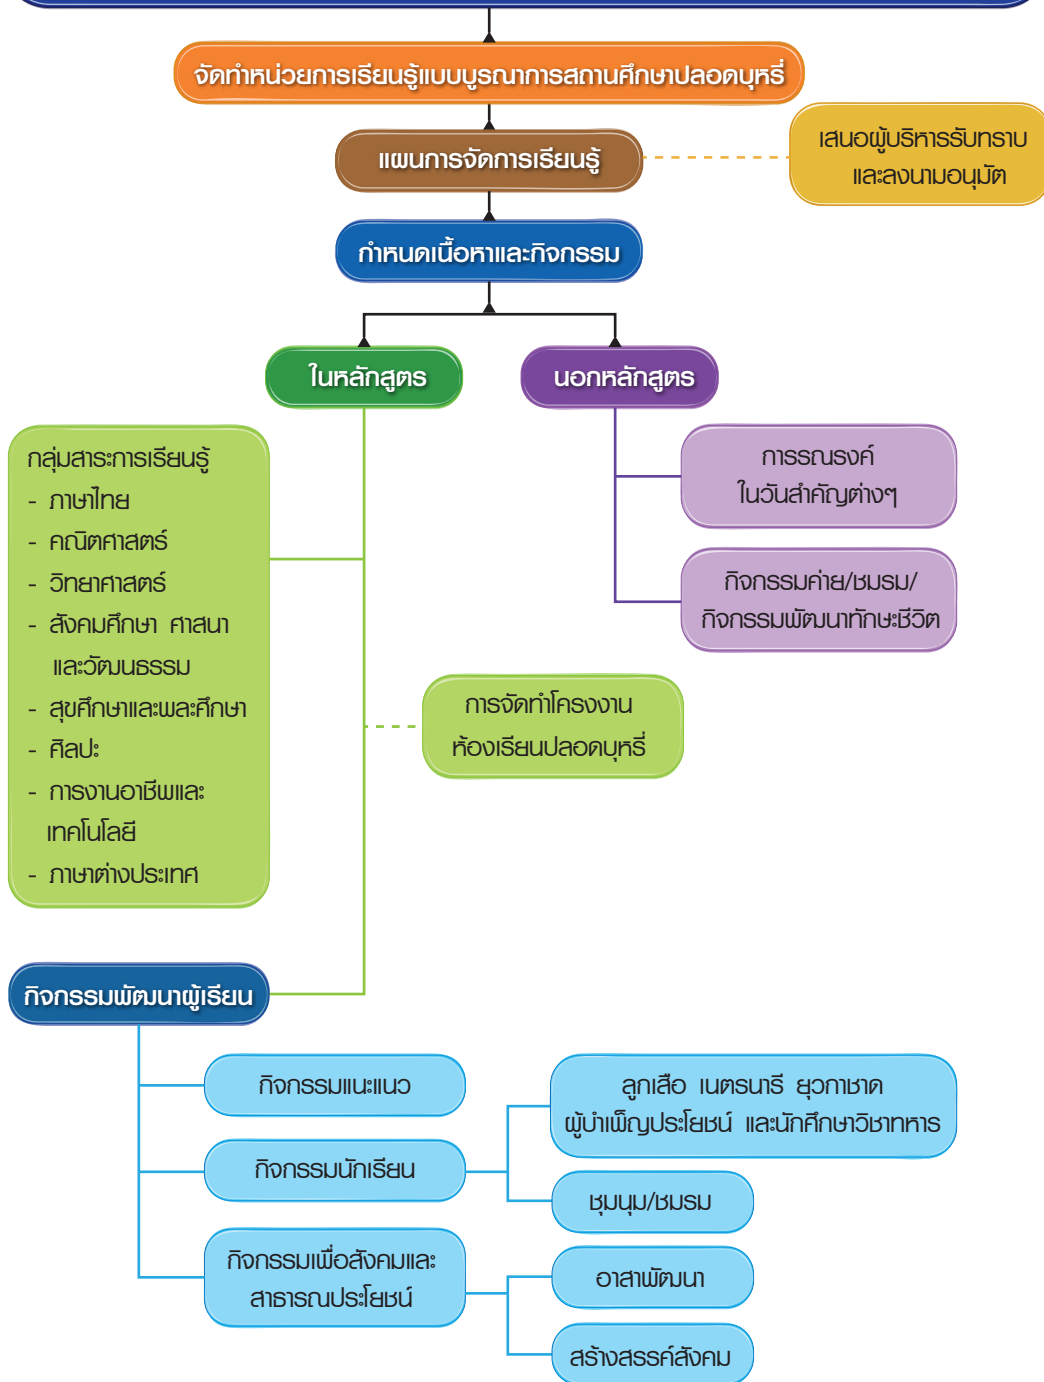 จัดทำหน่วยการเรียนรู้แบบบูรณาการสถานศึกษาปลอดบุหรี่
แผนการจัดการเรียนรู้
เสนอผู้บริหารรับทราบ
และลงนามอนุมัติ
กำหนดเนื้อหาและกิจกรรม
ในหลักสูตร
นอกหลักสูตร
กลุ่มสาระการเรียนรู้
- ภาษาไทย
- คณิตศาสตร์
- วิทยาศาสตร์
- สังคมศึกษา ศาสนา
และวัฒนธรรม
- สุขศึกษาและพละศึกษา
- ศิลปะ
- การงานอาชีพและ
เทคโนโลยี
- ภาษาต่างประเทศ
การรณรงค์
ในวันสำคัญต่างๆ
กิจกรรมค่าย/ชมรม/
กิจกรรมพัฒนาทักษะชีวิต
การจัดทำโครงงาน
ห้องเรียนปลอดบุหรี่
กิจกรรมพัฒนาผู้เรียน
กิจกรรมแนะแนว
กิจกรรมนักเรียน
ลูกเสือ เนตรนารี ยุวกาชาด
ผู้บำเพ็ญประโยชน์ และนักศึกษาวิชาทหาร
ชุมนุม/ชมรม
กิจกรรมเพื่อสังคมและ
สาธารณประโยชน์
อาสาพัฒนา
สร้างสรรค์สังคม